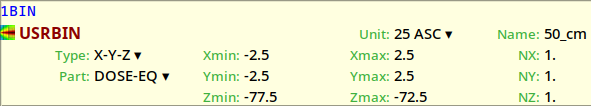 1BIN
USRBIN Unit: 25 ASC ▾ Name: 50_cm
Type: X-Y-Z ▾ Xmin: -2.5 Xmax: 2.5 NX: 1.
Part: DOSE-EQ ▾ Ymin: -2.5 Ymax: 2.5 NY: 1.
Zmin: -77.5 Zmax: -72.5 NZ: 1.